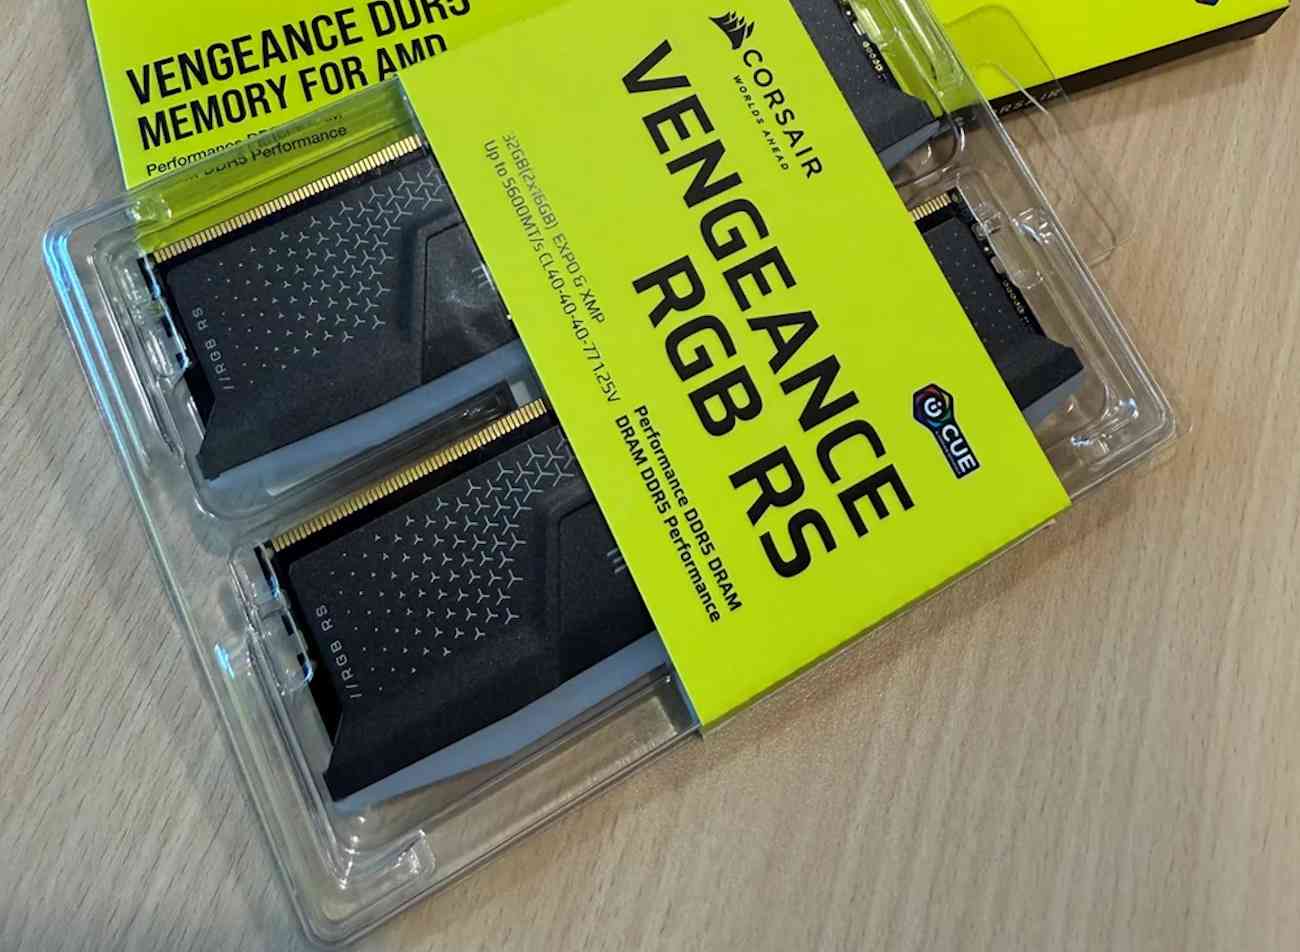 VENGEANCE DDR5
MEMORY FOR AMD
Performance
DDR5 Performance
CORSAIR
WORLDS AHEAD
VENGEANCE
RGB RS
32GB(2x16GB) EXPO & XMP
Up to 5600MT/s CL40-40-40-77 1.25V
Performance DDR5 DRAM
DRAM DDR5 Performance
iCUE
//RGB RS
//RGB RS